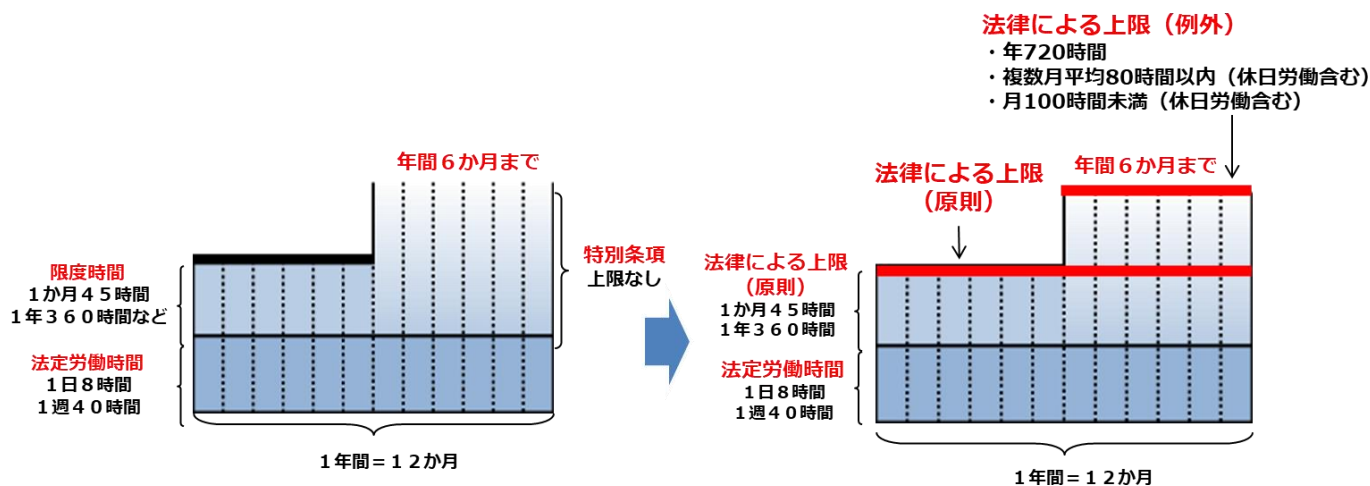 年間６か月まで
限度時間
１か月４５時間
１年３６０時間など
法定労働時間
１日８時間
１週４０時間
特別条項
上限なし
１年間＝１２か月
法律による上限（例外）
・年720時間
・複数月平均80時間以内（休日労働含む）
・月100時間未満（休日労働含む）
法律による上限
（原則）
年間６か月まで
法律による上限
（原則）
１か月４５時間
１年３６０時間
法定労働時間
１日８時間
１週４０時間
１年間＝１２か月